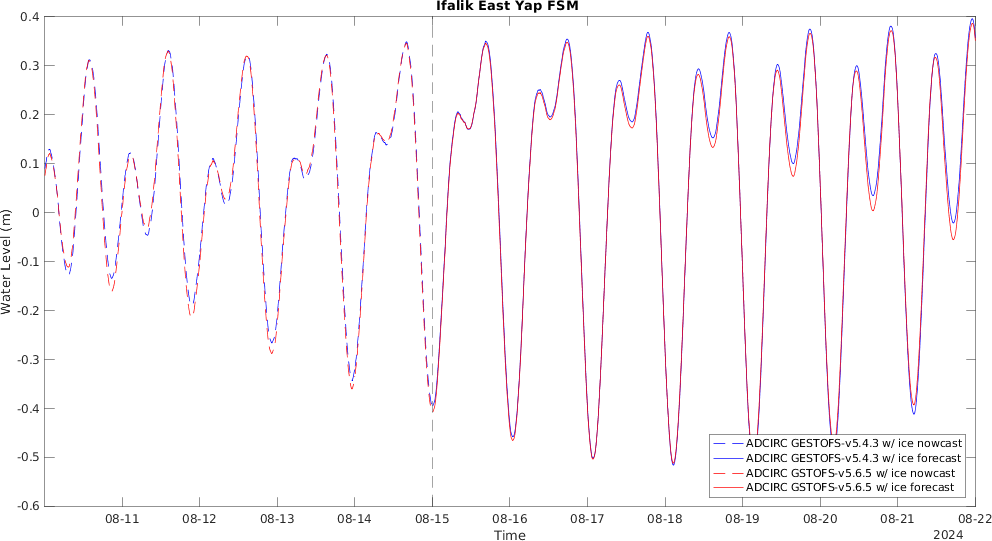 Ifalik East Yap FSM
Water Level (m)
0.4
0.3
0.2
0.1
0
-0.1
-0.2
-0.3
-0.4
-0.5
-0.6
ADCIRC GESTOFS-v5.4.3 w/ ice nowcast
ADCIRC GESTOFS-v5.4.3 w/ ice forecast
ADCIRC GSTOFS-v5.6.5 w/ ice nowcast
ADCIRC GSTOFS-v5.6.5 w/ ice forecast
08-11 08-12 08-13 08-14 08-15 08-16 08-17 08-18 08-19 08-20 08-21 08-22
Time
2024